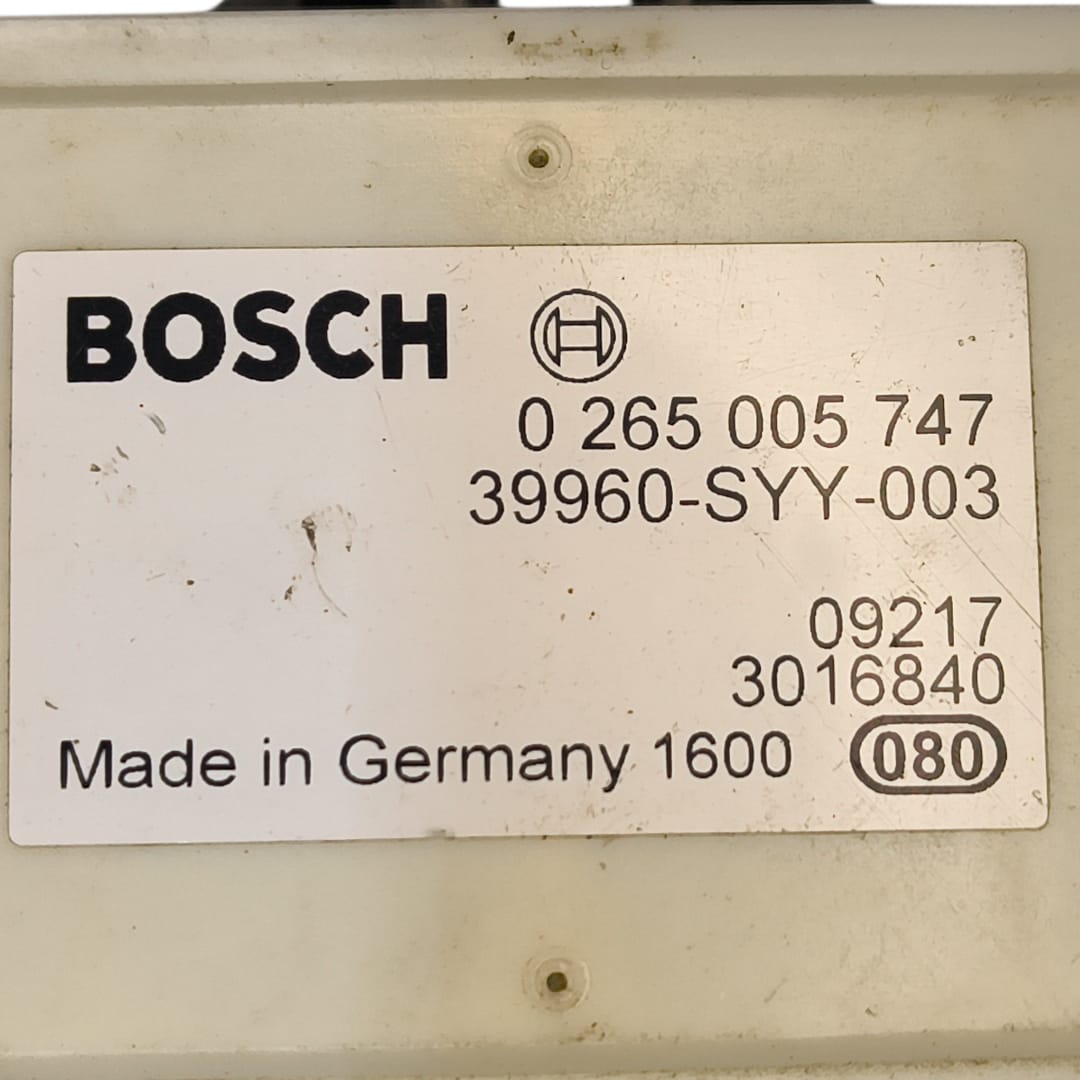 BOSCH
0 265 005 747
39960-SYY-003
09217
3016840
Made in Germany 1600 080